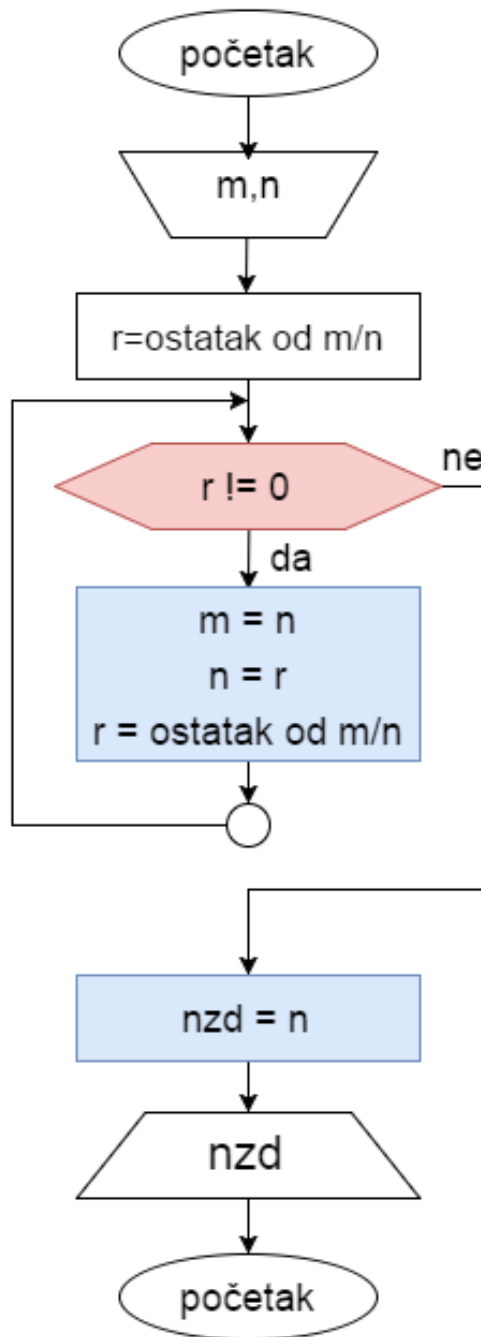 početak
m,n
r=ostatak od m/n
r != 0
ne
da
m = n
n = r
r = ostatak od m/n
nzd = n
nzd
početak